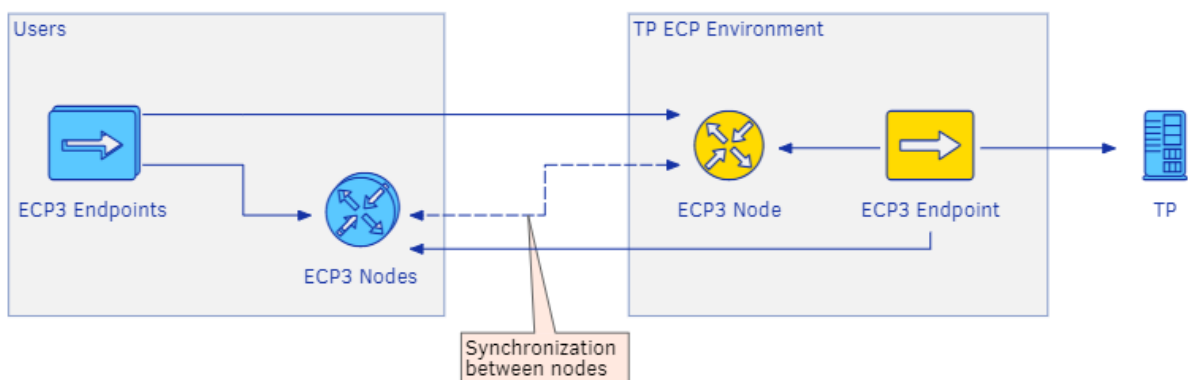 Users
TP ECP Environment
ECP3 Endpoints
ECP3 Nodes
ECP3 Node
ECP3 Endpoint
TP
Synchronization
between nodes